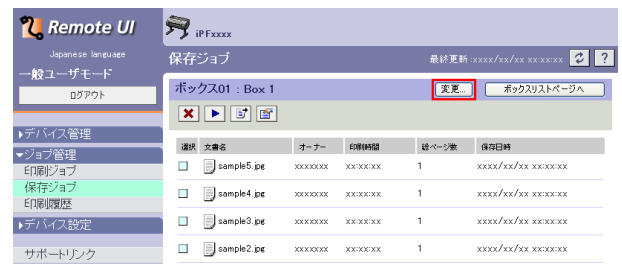 Remote UI
Japanese language
一般ユーザモード
ログアウト
▶デバイス管理
▼ジョブ管理
印刷ジョブ
保存ジョブ
印刷履歴
▶デバイス設定
サポートリンク
iPFxxxx
保存ジョブ
最終更新 :xxxx/xx/xx xx:xx:xx
?
ボックス01 : Box 1
変更...
ボックスリストページへ
選択 文書名 オーナー 印刷時間 総ページ数 保存日時
sample5.jpg xxxxxxx xx:xx:xx 1 xxxx/xx/xx xx:xx:xx
sample4.jpg xxxxxxx xx:xx:xx 1 xxxx/xx/xx xx:xx:xx
sample3.jpg xxxxxxx xx:xx:xx 1 xxxx/xx/xx xx:xx:xx
sample2.jpg xxxxxxx xx:xx:xx 1 xxxx/xx/xx xx:xx:xx